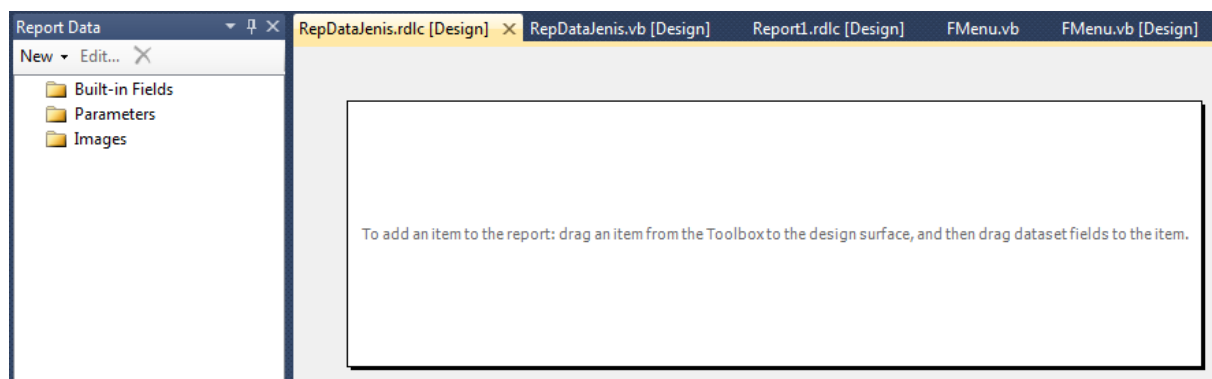 Report Data
RepDataJenis.rdlc [Design] RepDataJenis.vb [Design] Report1.rdlc [Design] FMenu.vb FMenu.vb [Design]
New Edit...
Built-in Fields
Parameters
Images
To add an item to the report: drag an item from the Toolbox to the design surface, and then drag dataset fields to the item.